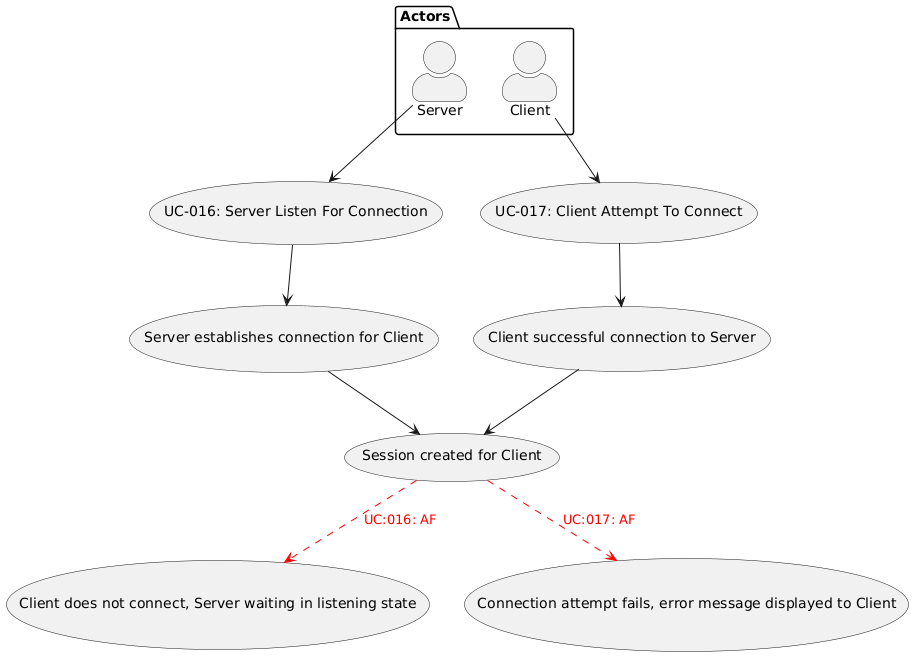 Actors
Server
Client
UC-016: Server Listen For Connection
UC-017: Client Attempt To Connect
Server establishes connection for Client
Client successful connection to Server
Session created for Client
UC:016: AF
UC:017: AF
Client does not connect, Server waiting in listening state
Connection attempt fails, error message displayed to Client